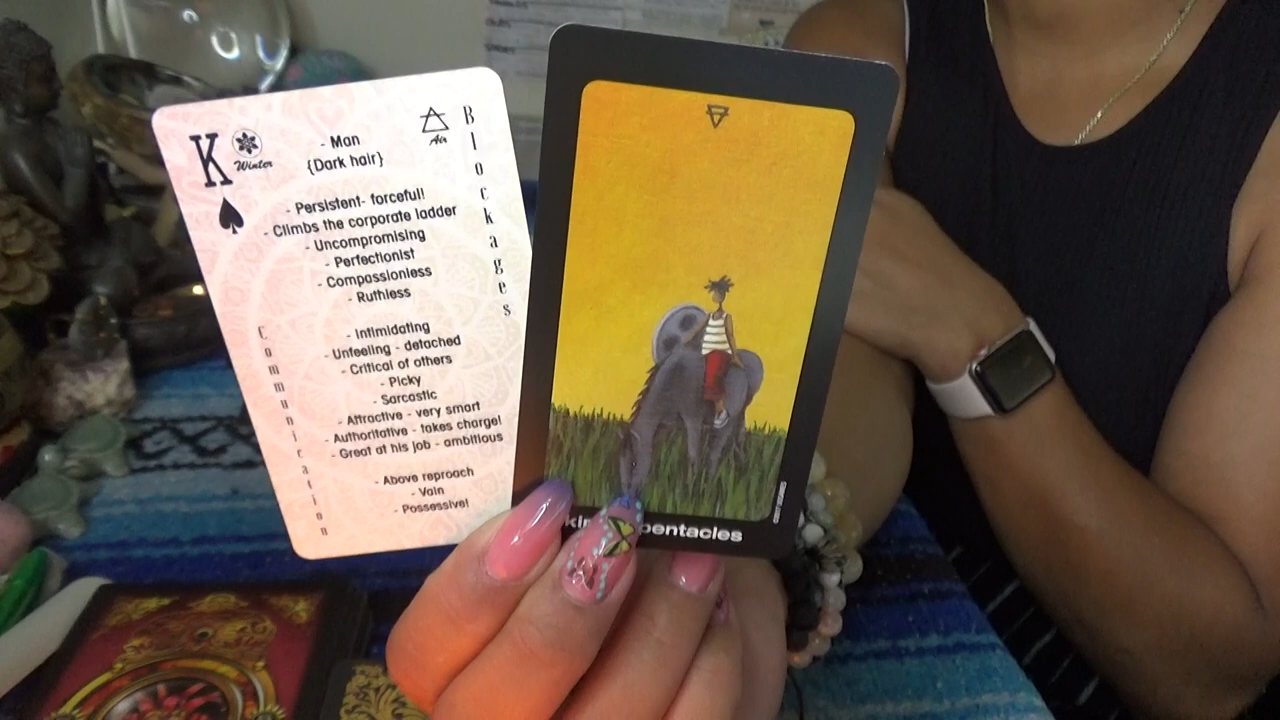 K
Winter
- Man
{Dark hair}
Air
Blockages
- Persistent- forceful!
- Climbs the corporate ladder
- Uncompromising
- Perfectionist
- Compassionless
- Ruthless
- Intimidating
- Unfeeling - detached
- Critical of others
- Picky
- Sarcastic
- Attractive - very smart
- Authoritative - takes charge!
- Great at his job - ambitious
- Above reproach
- Vain
- Possessive!
Communication
pentacles